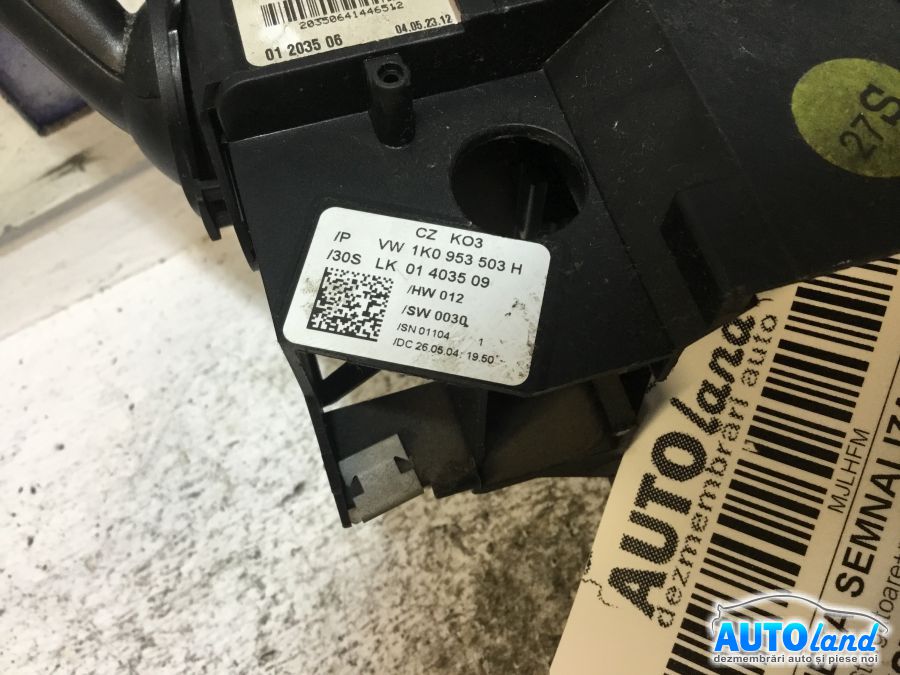 20350641446512
01 2035 06
04.05.23.12
27S
CZ KO3
/P VW 1K0 953 503 H
/30S LK 01 4035 09
/HW 012
/SW 0030
/SN 01104 1
/DC 26.05.04 19.50
AUTOland
dezmembrări auto
MJLHFM
SEMNALIZA
AUTOland
dezmembrări auto și piese noi